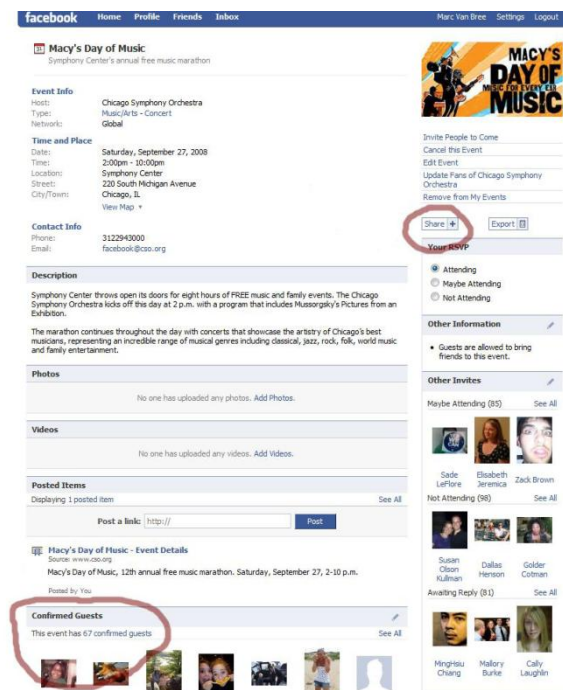 facebook Home Profile Friends Inbox Marc Van Bree Settings Logout
Macy's Day of Music
Symphony Center's annual free music marathon
Event Info
Host: Chicago Symphony Orchestra
Type: Music/Arts - Concert
Network: Global
Time and Place
Date: Saturday, September 27, 2008
Time: 2:00pm - 10:00pm
Location: Symphony Center
Street: 220 South Michigan Avenue
City/Town: Chicago, IL
View Map
Contact Info
Phone: 3122943000
Email: facebook@cso.org
Description
Symphony Center throws open its doors for eight hours of FREE music and family events. The Chicago
Symphony Orchestra kicks off this day at 2 p.m. with a program that includes Mussorgsky's Pictures from an
Exhibition.
The marathon continues throughout the day with concerts that showcase the artistry of Chicago's best
musicians, representing an incredible range of musical genres including classical, jazz, rock, folk, world music
and family entertainment.
Photos
No one has uploaded any photos. Add Photos.
Videos
No one has uploaded any videos. Add Videos.
Posted Items
Displaying 1 posted item See All
Post a link: http:// Post
Macy's Day of Music - Event Details
Source: www.cso.org
Macy's Day of Music, 12th annual free music marathon. Saturday, September 27, 2-10 p.m.
Posted by You
Confirmed Guests
This event has 67 confirmed guests See All
MACY'S
DAY OF
MUSIC FOR EVERY EAR
MUSIC
Invite People to Come
Cancel this Event
Edit Event
Update Fans of Chicago Symphony
Orchestra
Remove from My Events
Share + Export
Your RSVP
Attending
Maybe Attending
Not Attending
Other Information
Guests are allowed to bring
friends to this event.
Other Invites
Maybe Attending (85) See All
Sade Elisabeth Zack Brown
LeFlore Jeremica
Not Attending (98) See All
Susan Dallas Golder
Olson Henson Cotman
Kullman
Awaiting Reply (81) See All
MingHsiu Mallory Cally
Chiang Burke Laughlin